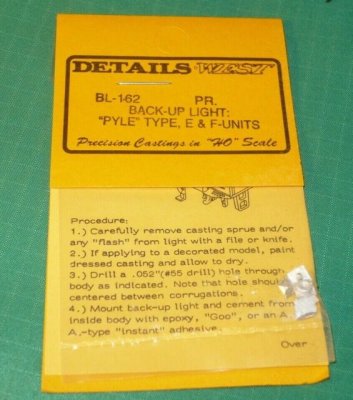 DETAILS WEST
BL-162 PR.
BACK-UP LIGHT:
"PYLE" TYPE, E & F-UNITS
Precision Castings in "HO" Scale
Procedure:
1.) Carefully remove casting sprue and/or
any "flash" from light with a file or knife.
2.) If applying to a decorated model, paint
dressed casting and allow to dry.
3.) Drill a .052"(#55 drill) hole through
body as indicated. Note that hole should
centered between corrugations.
4.) Mount back-up light and cement from
inside body with epoxy, "Goo", or an A.
A.-type "instant" adhesive.
Over